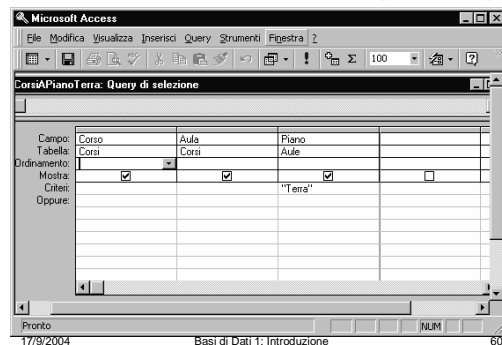 Microsoft Access
File Modifica Visualizza Inserisci Query Strumenti Finestra ?
100
CorsiAPianoTerra: Query di selezione
Campo: Corso Aula Piano
Tabella: Corsi Corsi Aule
Ordinamento:
Mostra:
Criteri: "Terra"
Oppure:
Pronto NUM
17/9/2004 Basi di Dati 1: Introduzione 60